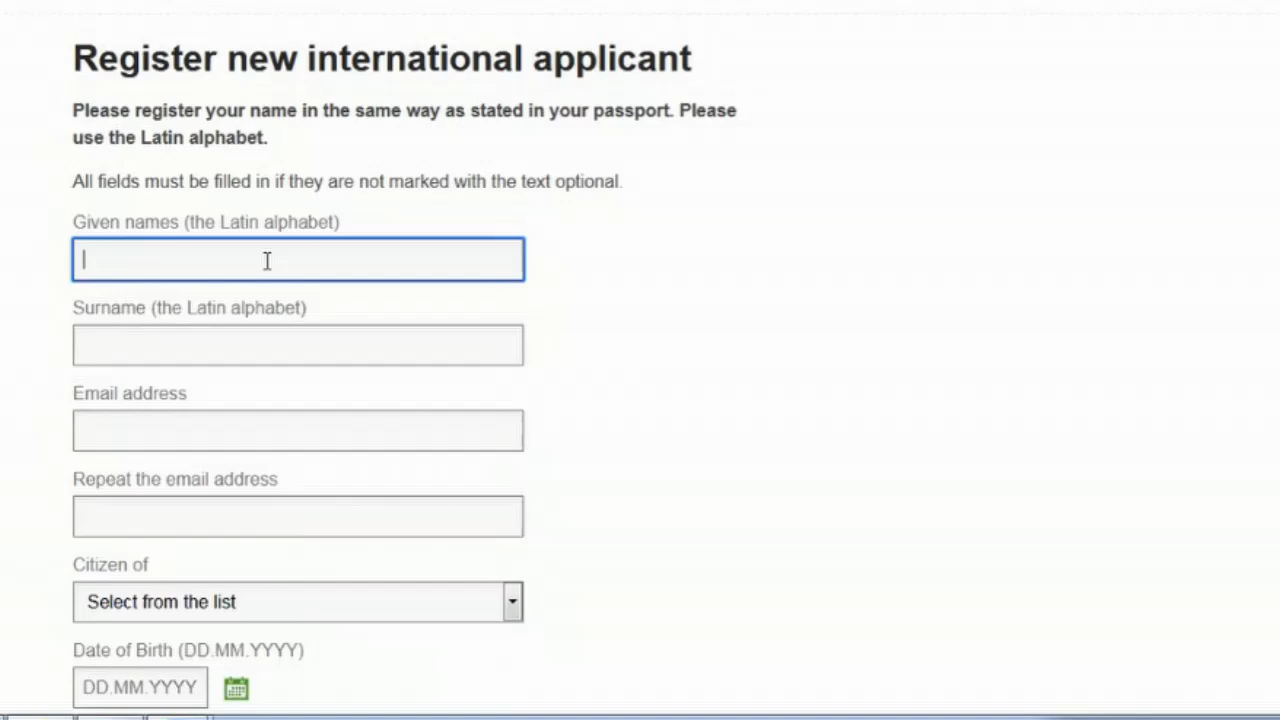 Register new international applicant
Please register your name in the same way as stated in your passport. Please
use the Latin alphabet.
All fields must be filled in if they are not marked with the text optional.
Given names (the Latin alphabet)
Surname (the Latin alphabet)
Email address
Repeat the email address
Citizen of
Select from the list
Date of Birth (DD.MM.YYYY)
DD.MM.YYYY